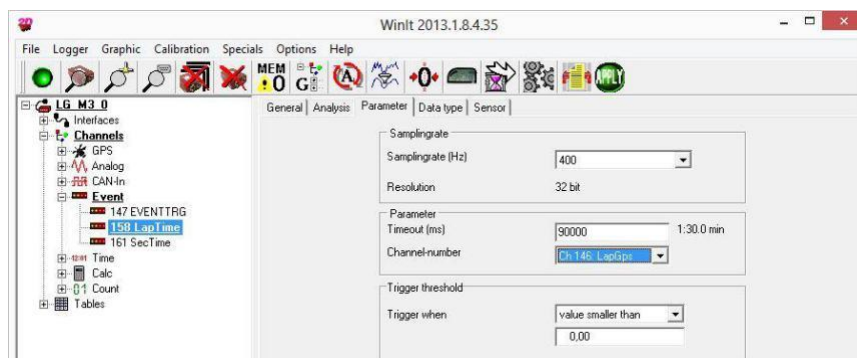 2D
WinIt 2013.1.8.4.35
File Logger Graphic Calibration Specials Options Help
MEM
!0 G A 0 APPLY
LG_M3_0
Interfaces
Channels
GPS
Analog
CAN-In
Event
147 EVENTTRG
158 LapTime
161 SecTime
Time
Calc
Count
Tables
General Analysis Parameter Data type Sensor
Samplingrate
Samplingrate (Hz) 400
Resolution 32 bit
Parameter
Timeout (ms) 90000 1:30.0 min
Channel-number Ch 146: LapGps
Trigger threshold
Trigger when value smaller than
0,00